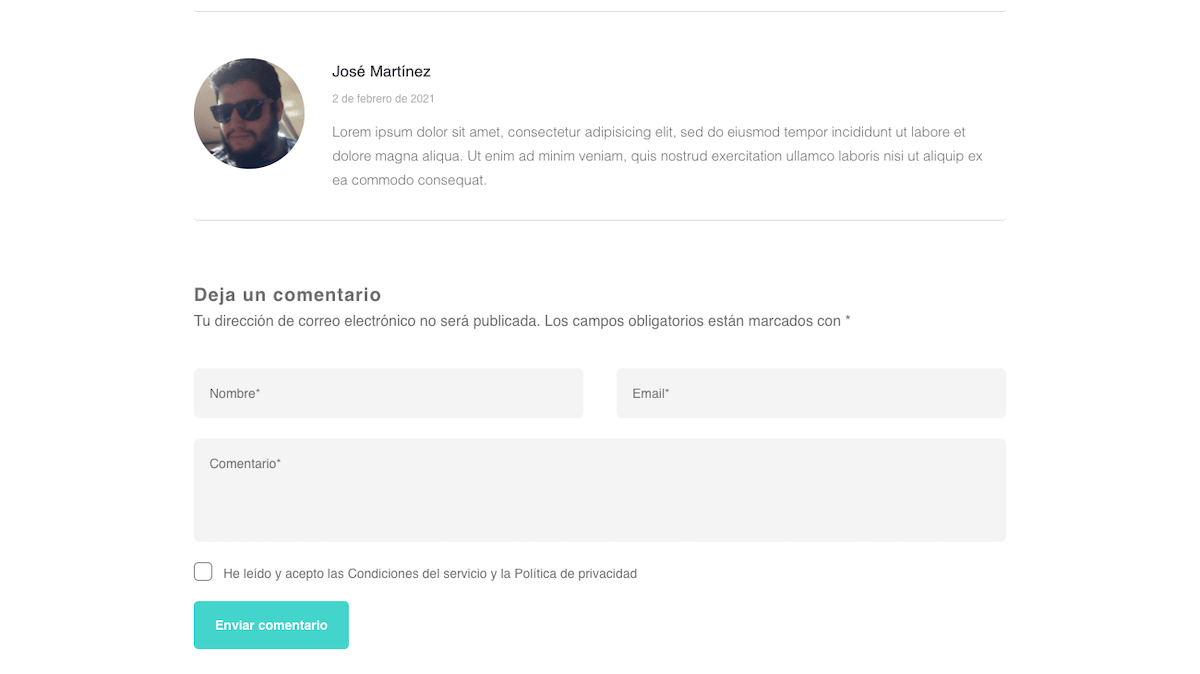 José Martínez
2 de febrero de 2021
Lorem ipsum dolor sit amet, consectetur adipisicing elit, sed do eiusmod tempor incididunt ut labore et
dolore magna aliqua. Ut enim ad minim veniam, quis nostrud exercitation ullamco laboris nisi ut aliquip ex
ea commodo consequat.
Deja un comentario
Tu dirección de correo electrónico no será publicada. Los campos obligatorios están marcados con *
Nombre*
Email*
Comentario*
He leído y acepto las Condiciones del servicio y la Política de privacidad
Enviar comentario